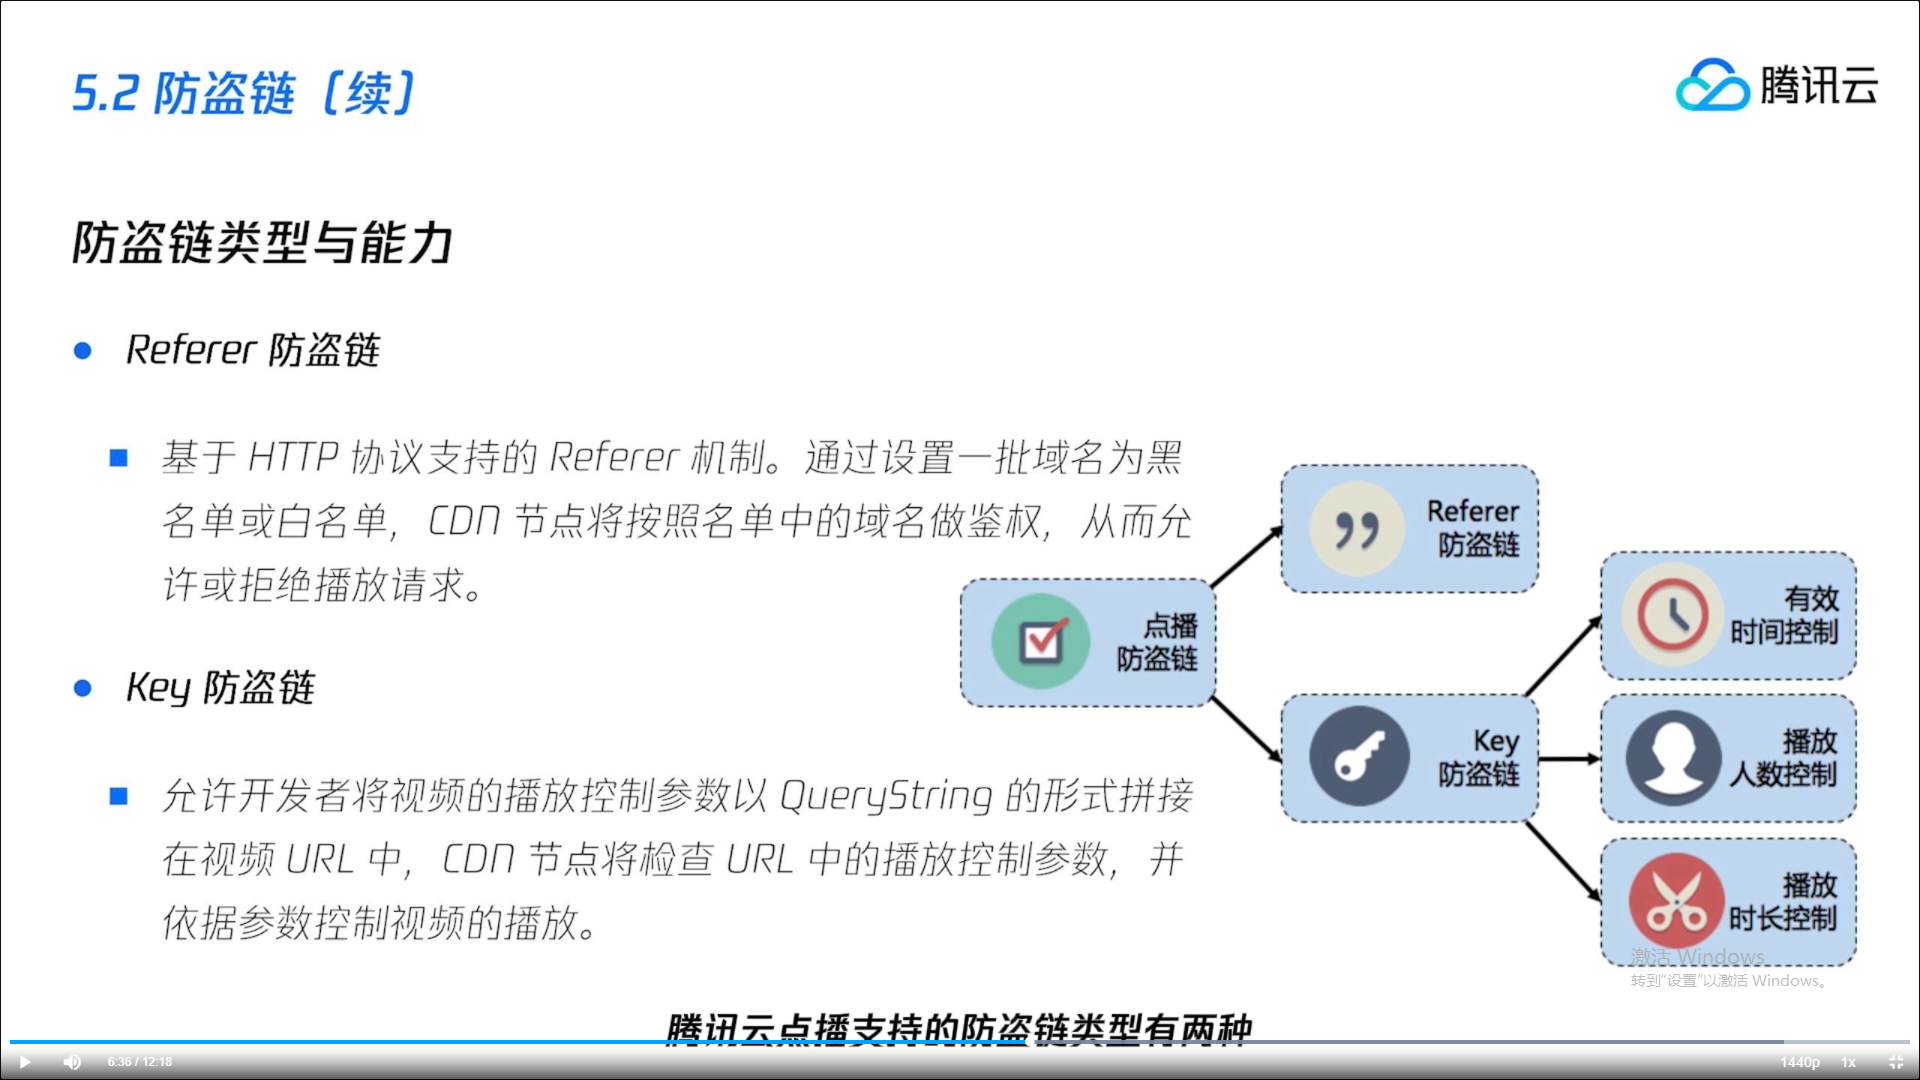 5.2 防盗链（续）
腾讯云
防盗链类型与能力
Referer 防盗链
基于 HTTP 协议支持的 Referer 机制。通过设置一批域名为黑
名单或白名单，CDN 节点将按照名单中的域名做鉴权，从而允
许或拒绝播放请求。
Key 防盗链
允许开发者将视频的播放控制参数以 QueryString 的形式拼接
在视频 URL 中，CDN 节点将检查 URL 中的播放控制参数，并
依据参数控制视频的播放。
点播
防盗链
Referer
防盗链
Key
防盗链
有效
时间控制
播放
人数控制
播放
时长控制
激活 Windows
转到"设置"以激活 Windows。
腾讯云点播支持的防盗链类型有两种
6:36 / 12:18
1440p
1x